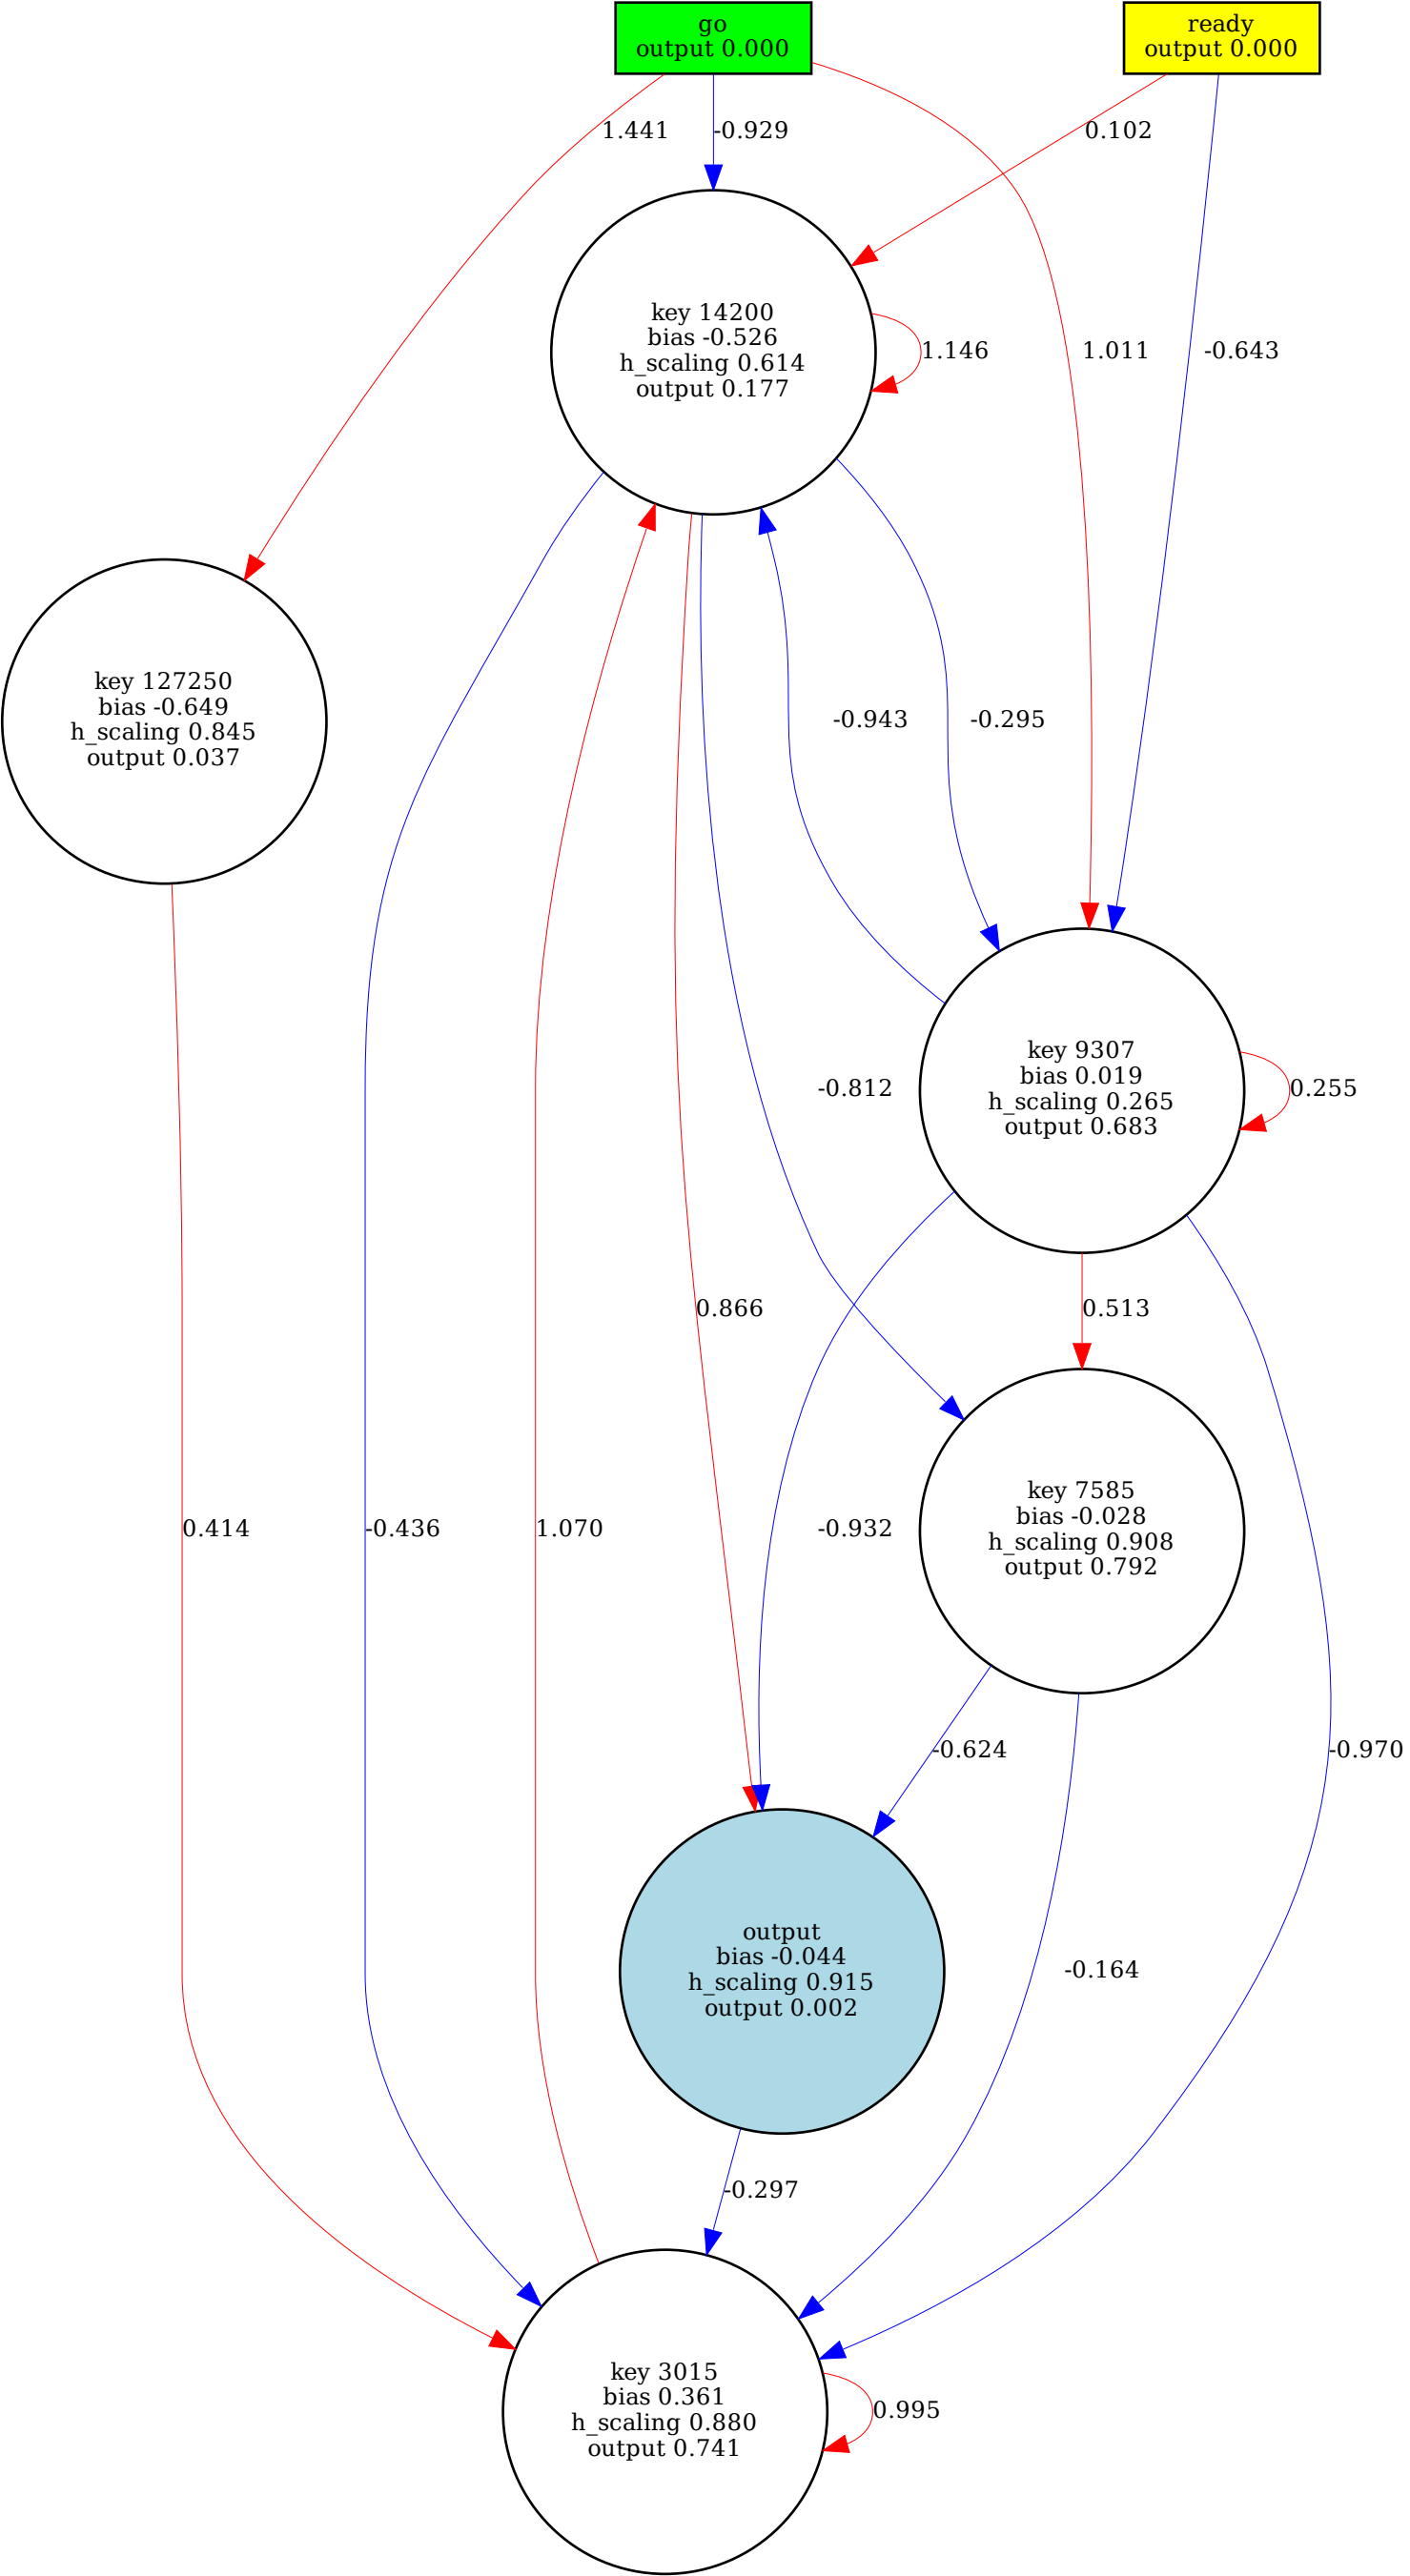 go
output 0.000
ready
output 0.000
1.441
-0.929
0.102
key 14200
bias -0.526
h_scaling 0.614
output 0.177
1.146
1.011
-0.643
key 127250
bias -0.649
h_scaling 0.845
output 0.037
-0.943
-0.295
key 9307
bias 0.019
h_scaling 0.265
output 0.683
-0.812
0.255
0.866
0.513
key 7585
bias -0.028
h_scaling 0.908
output 0.792
0.414
-0.436
1.070
-0.932
-0.624
-0.970
output
bias -0.044
h_scaling 0.915
output 0.002
-0.164
-0.297
key 3015
bias 0.361
h_scaling 0.880
output 0.741
0.995